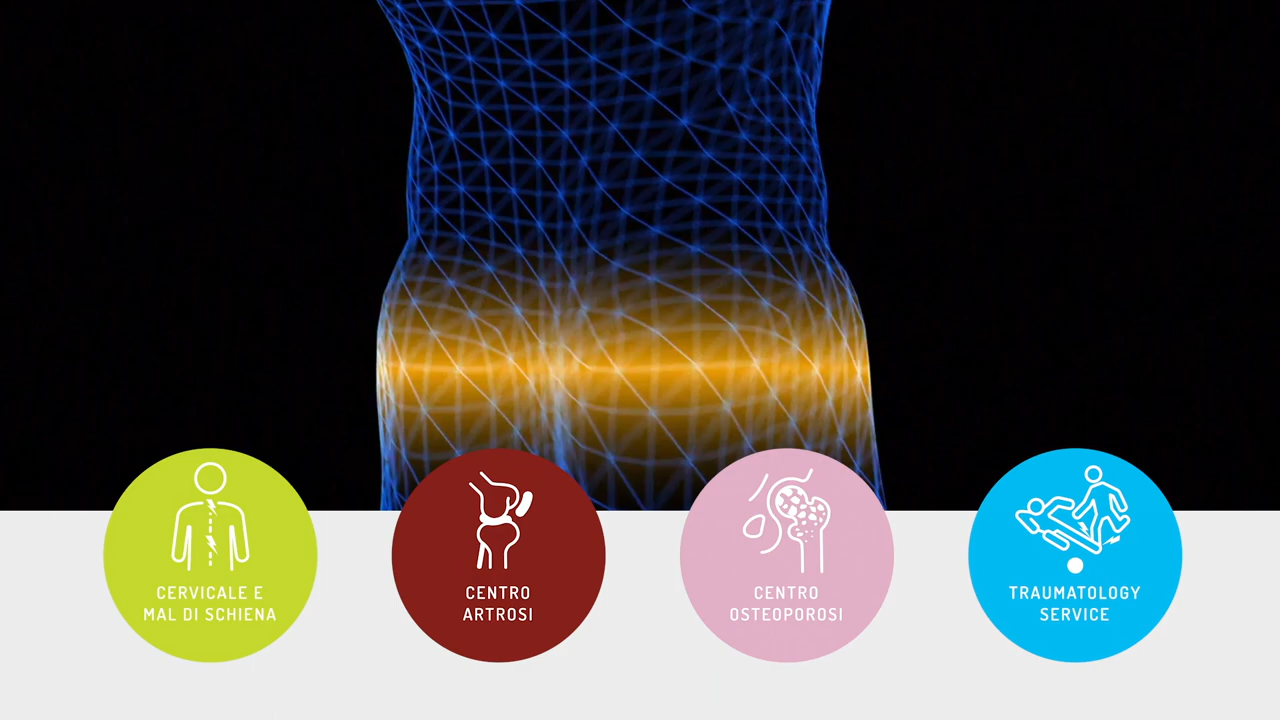 CERVICALE E
MAL DI SCHIENA
CENTRO
ARTROSI
CENTRO
OSTEOPOROSI
TRAUMATOLOGY
SERVICE